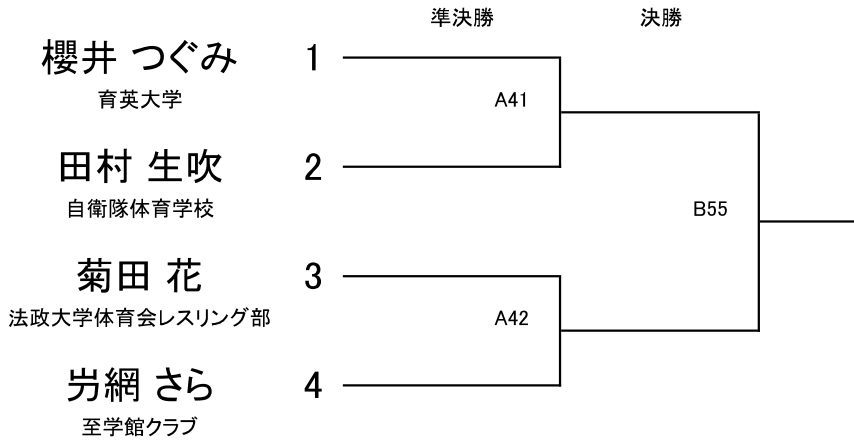 準決勝 決勝
櫻井 つぐみ 1
育英大学
A41
田村 生吹 2
自衛隊体育学校
B55
菊田 花 3
法政大学体育会レスリング部
A42
屶網 さら 4
至学館クラブ